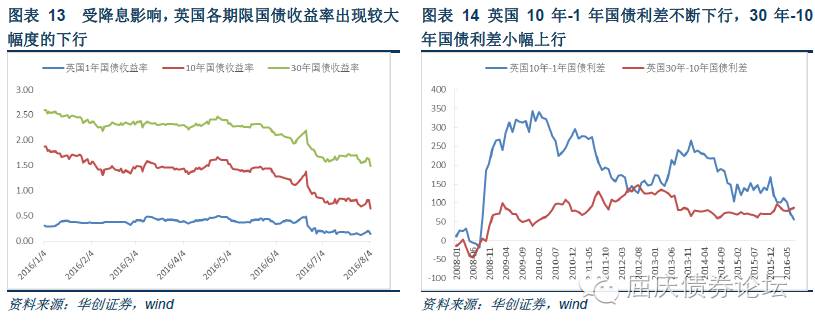 图表 13 受降息影响，英国各期限国债收益率出现较大
幅度的下行
英国1年国债收益率 10年国债收益率 30年国债收益率
3.00
2.50
2.00
1.50
1.00
0.50
0.00
2016/1/4 2016/2/4 2016/3/4 2016/4/4 2016/5/4 2016/6/4 2016/7/4 2016/8/4
资料来源：华创证券，wind
图表 14 英国 10 年-1 年国债利差不断下行，30 年-10
年国债利差小幅上行
英国10年-1年国债利差 英国30年-10年国债利差
400
350
300
250
200
150
100
50
0
-50
-100
2008-01 2008-06 2008-11 2009-04 2009-09 2010-02 2010-07 2010-12 2011-05 2011-10 2012-03 2012-08 2013-01 2013-06 2013-11 2014-04 2014-09 2015-02 2015-07 2015-12 2016-05
资料来源：华创证券，wind
屈庆债券论坛